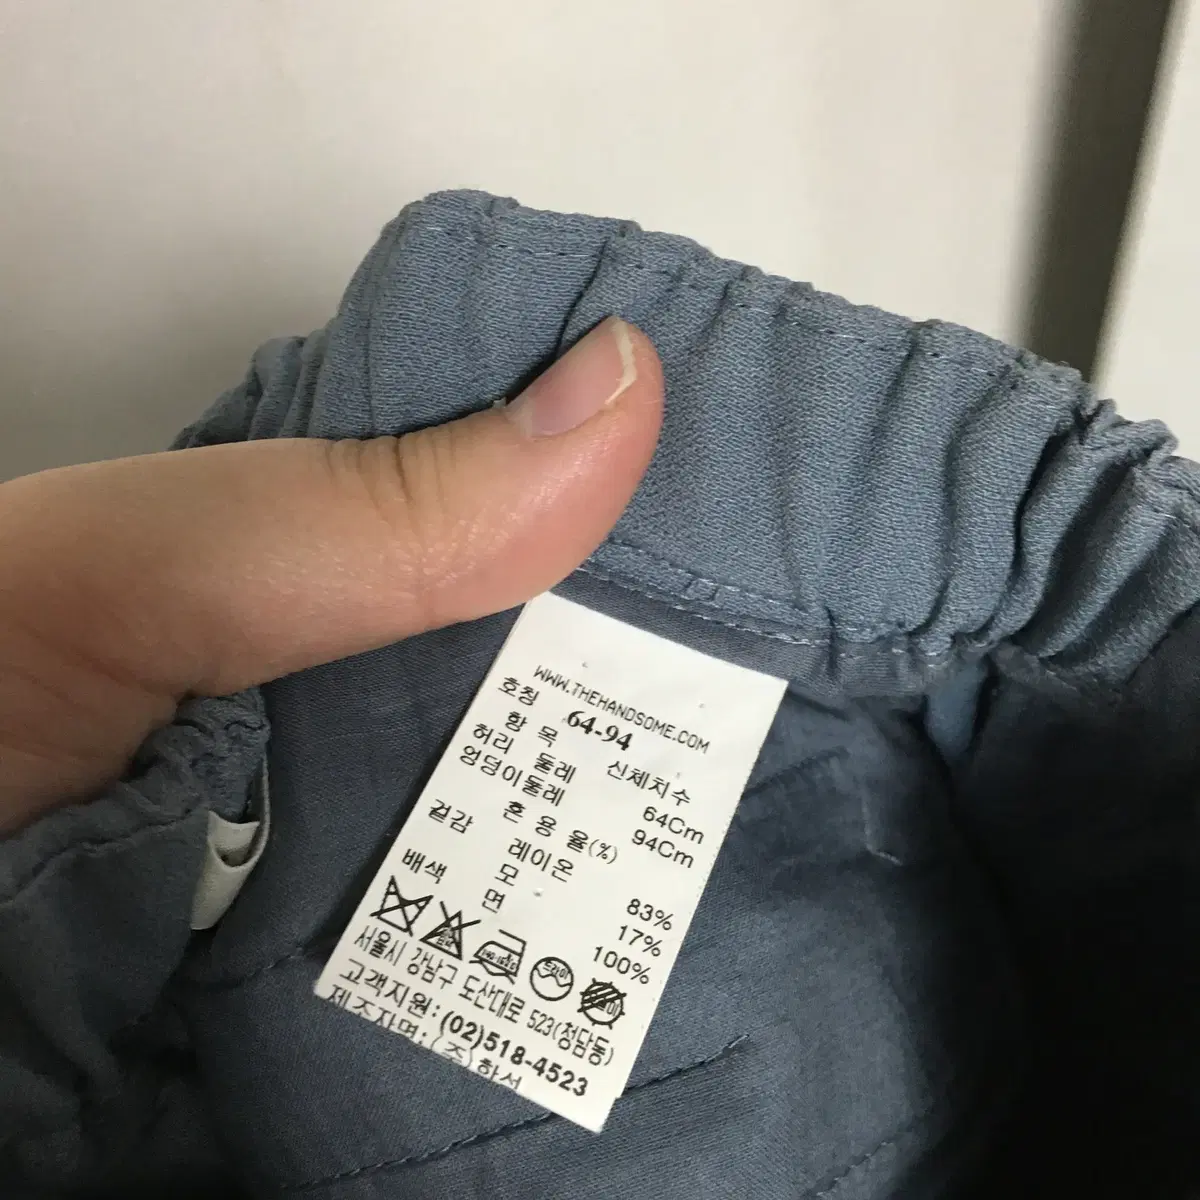 WWW.THEHANDSOME.COM
호칭 64-94
항 목 신체치수
허리 둘레 64Cm
엉덩이둘레 94Cm
혼 용 율(%)
겉감 레이온 83%
모 17%
배색 면 100%
드라이
서울시 강남구 도산대로 523(청담동)
고객지원:(02)518-4523
제조자명:(주)한섬